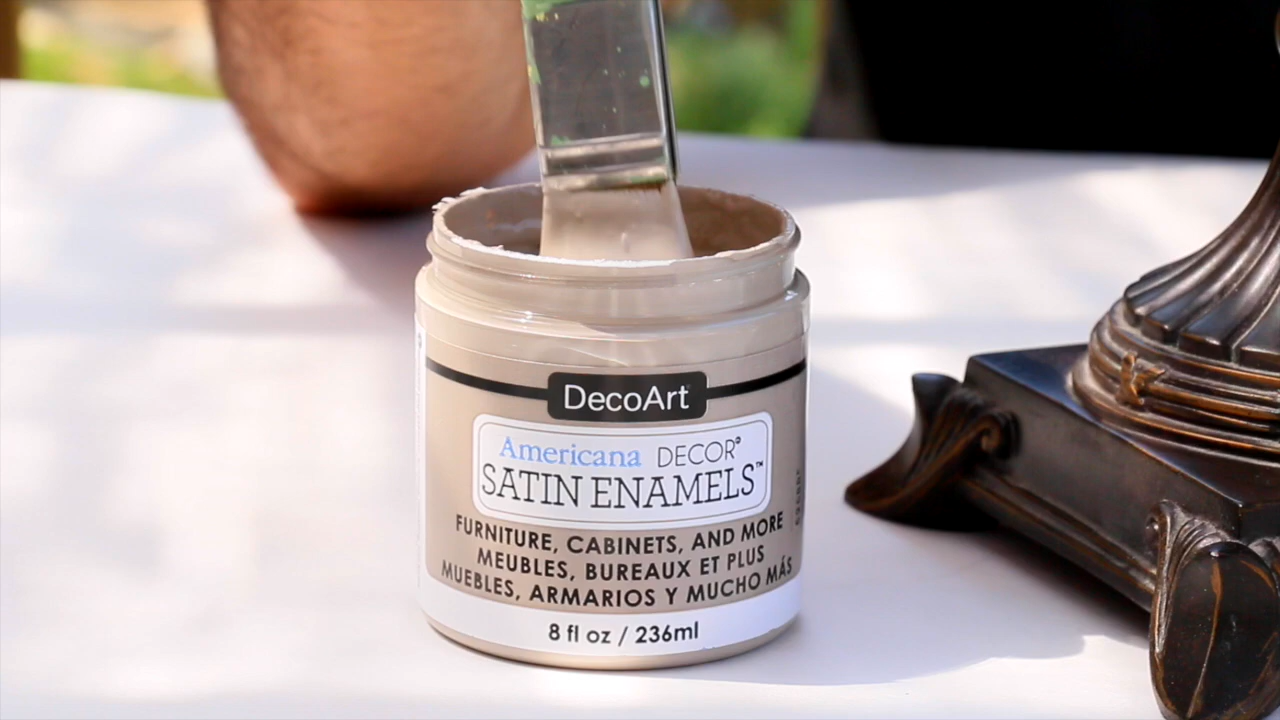 DecoArt
Americana DECOR®
SATIN ENAMELS™
FURNITURE, CABINETS, AND MORE
MEUBLES, BUREAUX ET PLUS
MUEBLES, ARMARIOS Y MUCHO MÁS
8 fl oz / 236ml